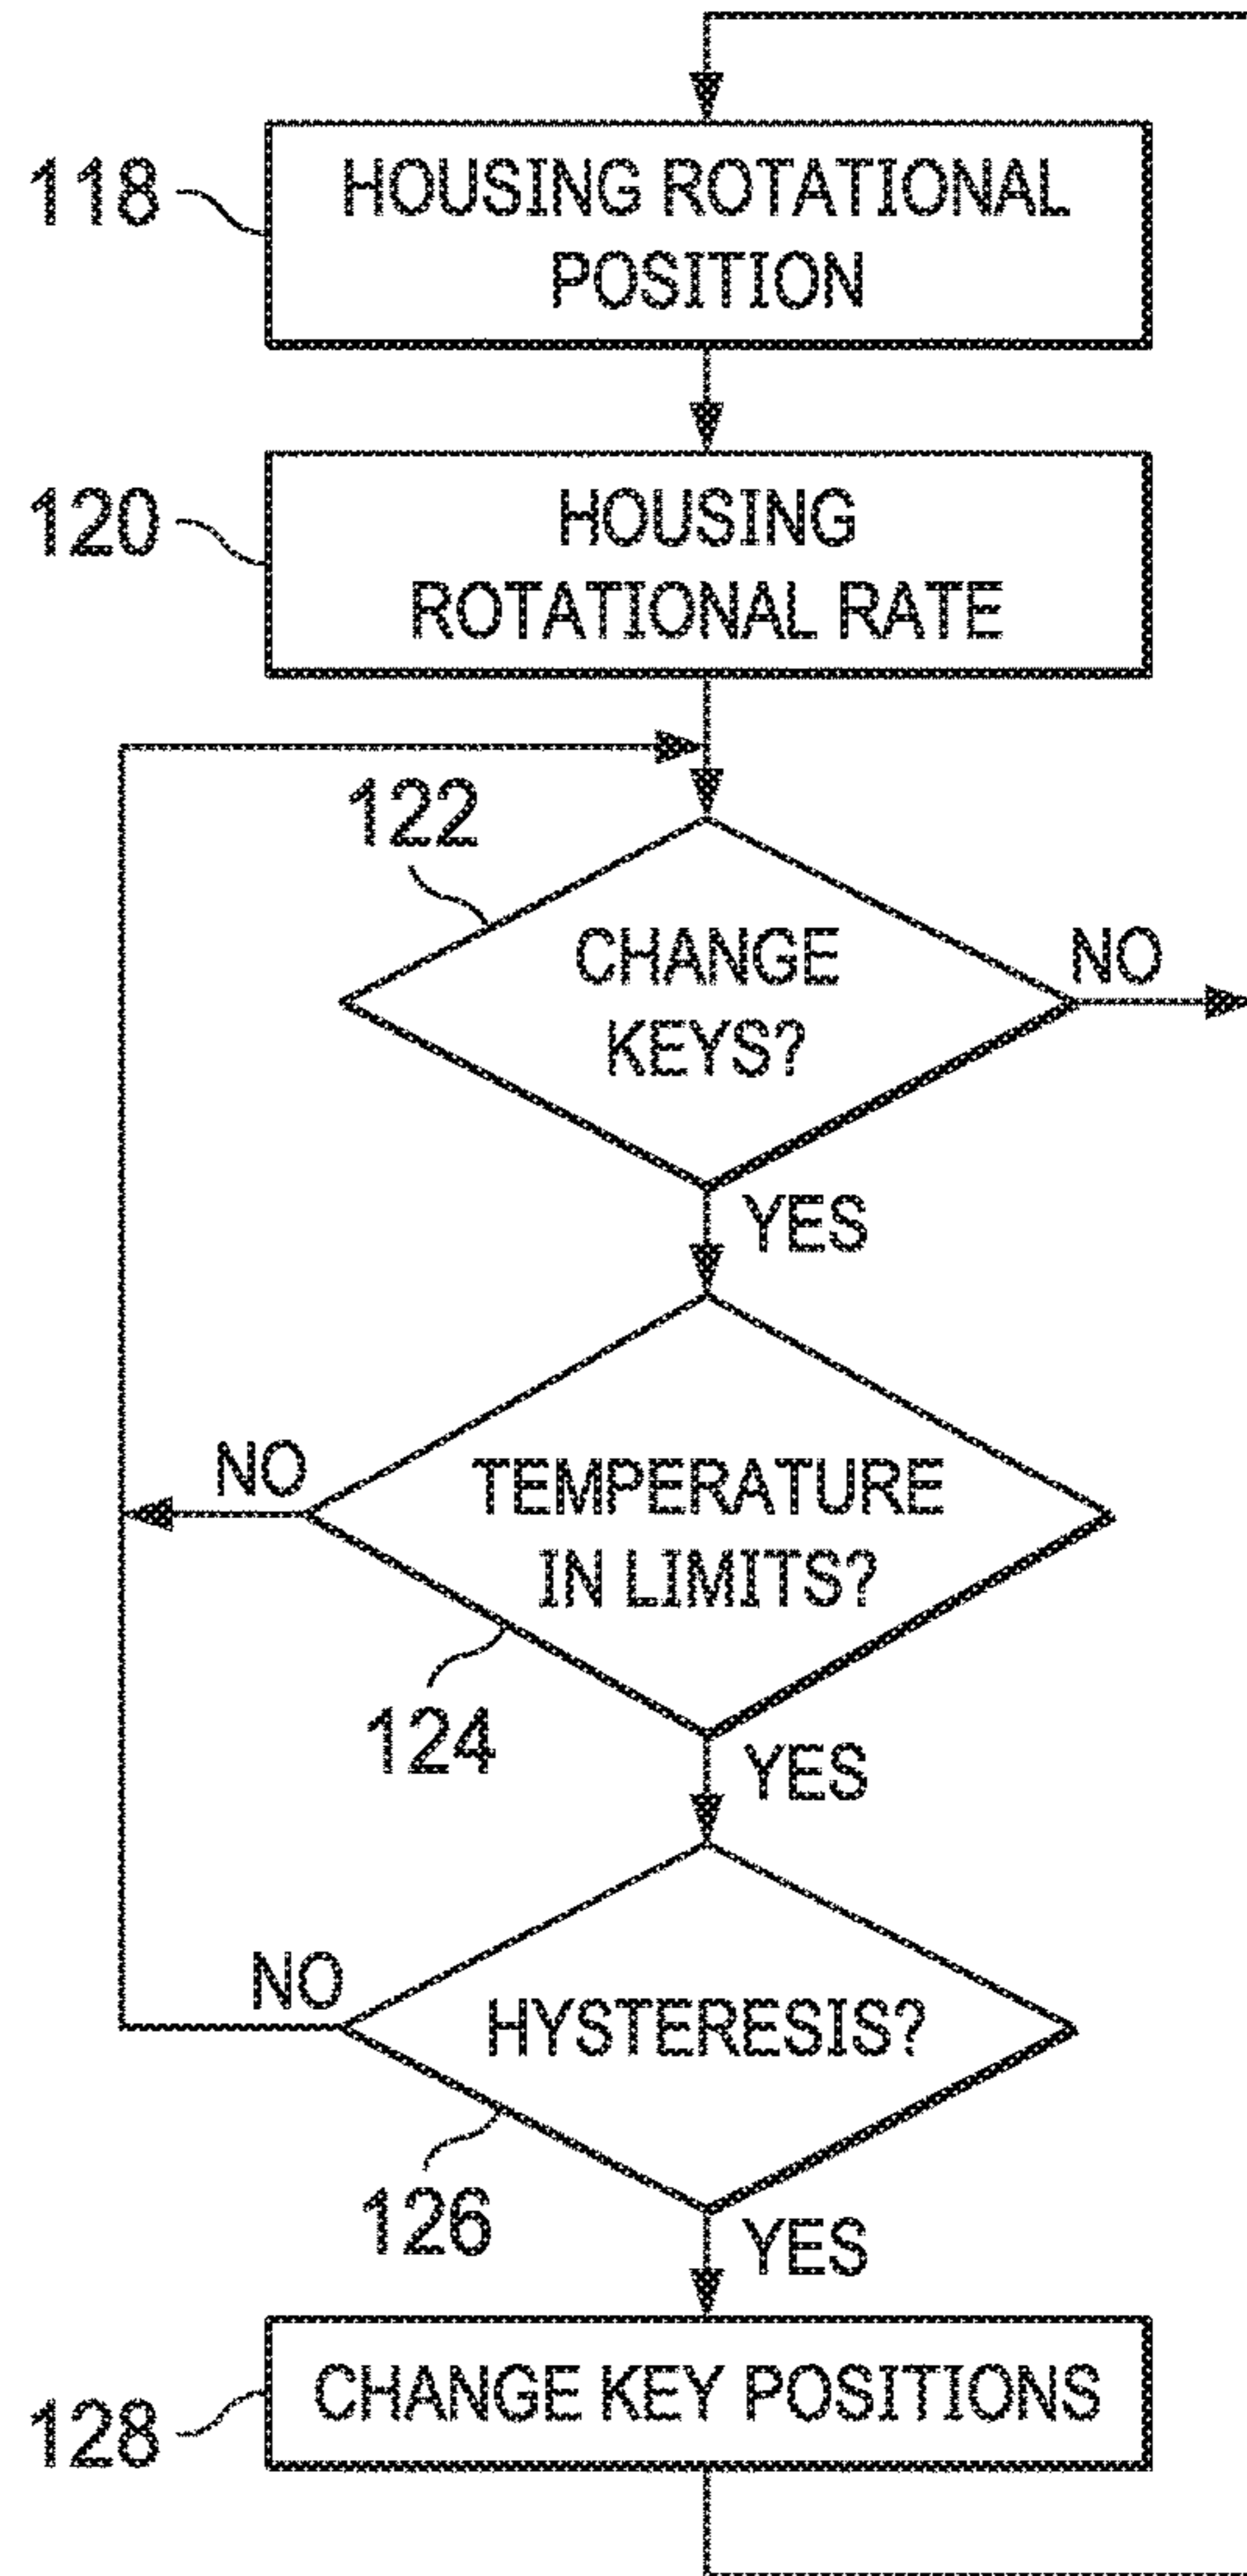 118
HOUSING ROTATIONAL
POSITION
120
HOUSING
ROTATIONAL RATE
122
CHANGE
KEYS?
NO
YES
NO
TEMPERATURE
IN LIMITS?
124
YES
NO
HYSTERESIS?
126
YES
128
CHANGE KEY POSITIONS